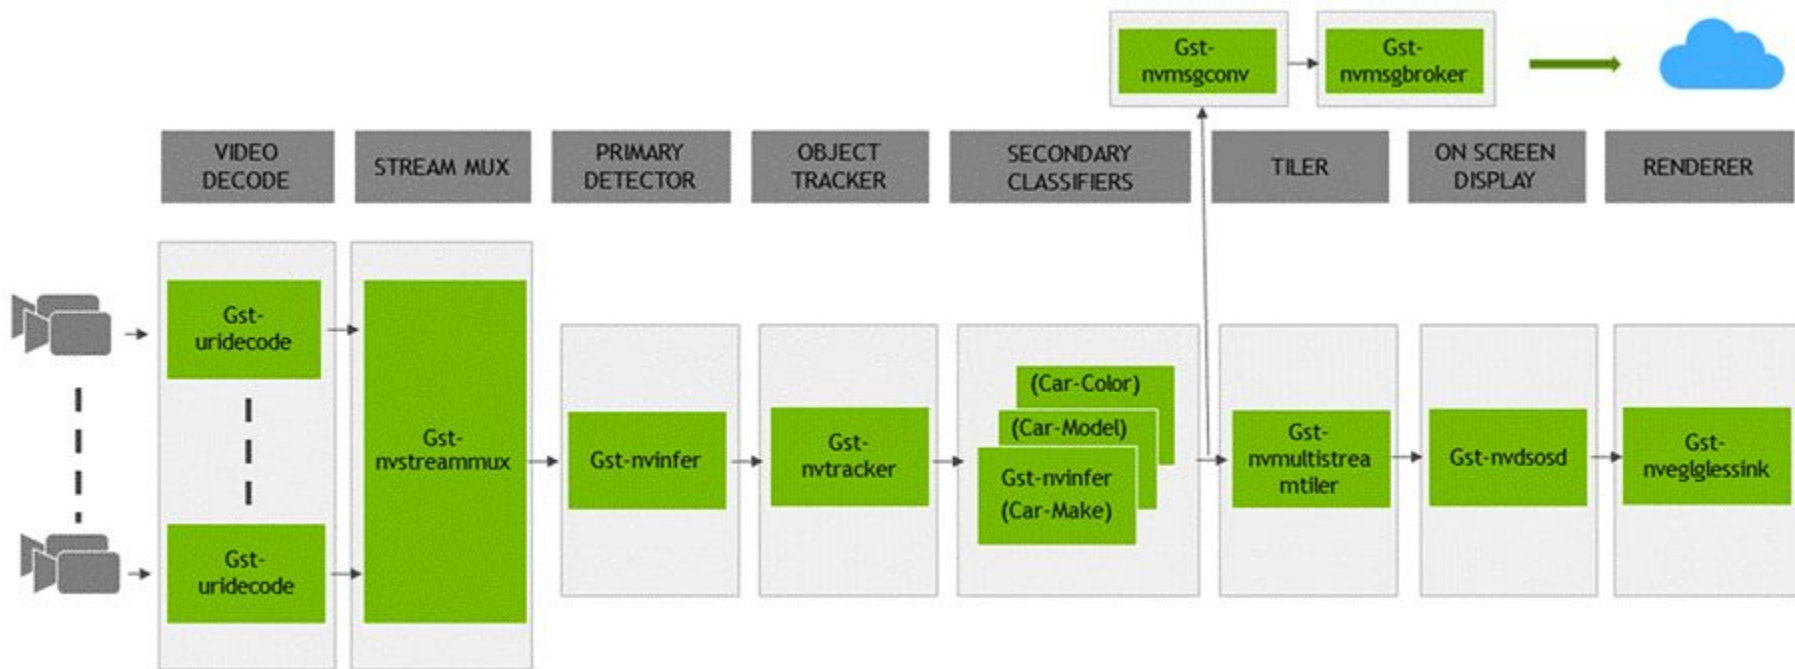 Gst-
nvmsgconv
Gst-
nvmsgbroker
VIDEO
DECODE
STREAM MUX
PRIMARY
DETECTOR
OBJECT
TRACKER
SECONDARY
CLASSIFIERS
TILER
ON SCREEN
DISPLAY
RENDERER
Gst-
uridecode
Gst-
uridecode
Gst-
nvstreammux
Gst-nvinfer
Gst-
nvtracker
(Car-Color)
(Car-Model)
Gst-nvinfer
(Car-Make)
Gst-
nvmultistrea
mtiler
Gst-nvdsosd
Gst-
nveglglessink